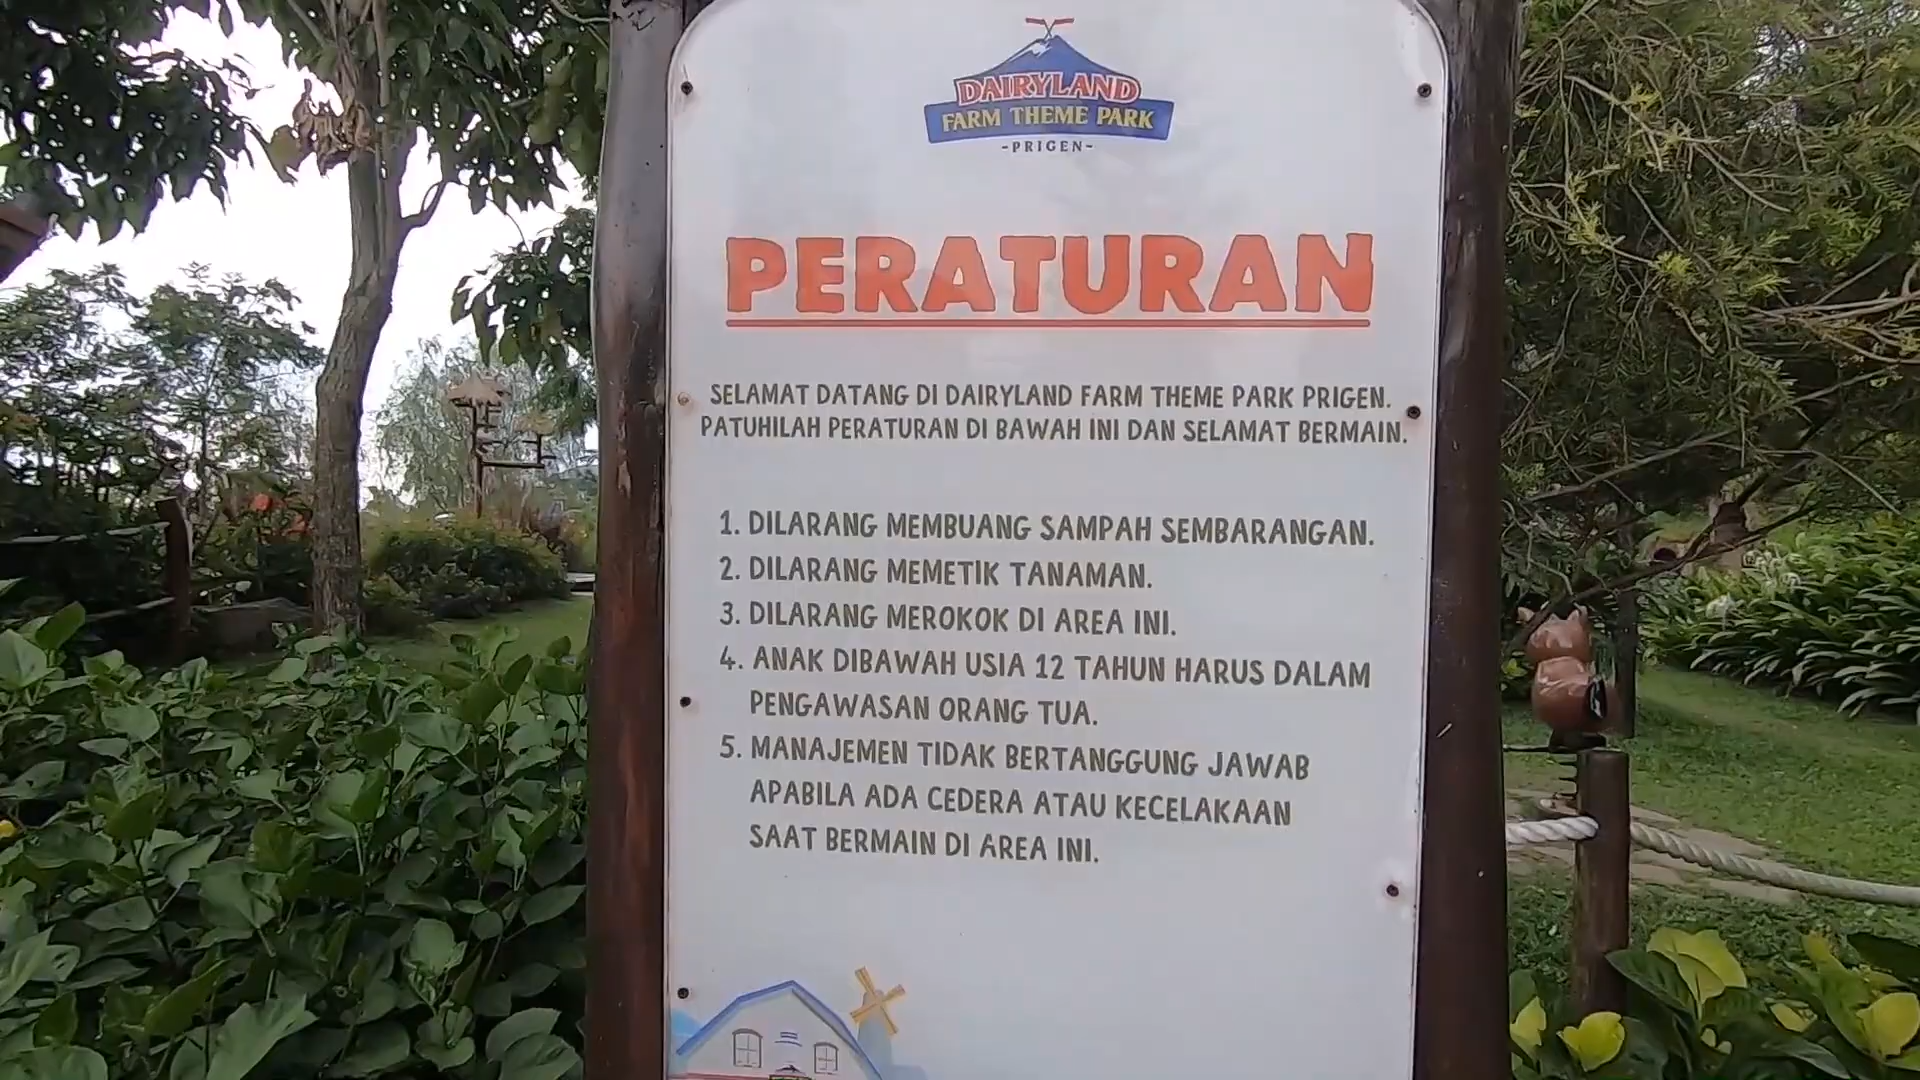 DAIRYLAND
FARM THEME PARK
-PRIGEN-
PERATURAN
SELAMAT DATANG DI DAIRYLAND FARM THEME PARK PRIGEN.
PATUHILAH PERATURAN DI BAWAH INI DAN SELAMAT BERMAIN.
1. DILARANG MEMBUANG SAMPAH SEMBARANGAN.
2. DILARANG MEMETIK TANAMAN.
3. DILARANG MEROKOK DI AREA INI.
4. ANAK DIBAWAH USIA 12 TAHUN HARUS DALAM
PENGAWASAN ORANG TUA.
5. MANAJEMEN TIDAK BERTANGGUNG JAWAB
APABILA ADA CEDERA ATAU KECELAKAAN
SAAT BERMAIN DI AREA INI.